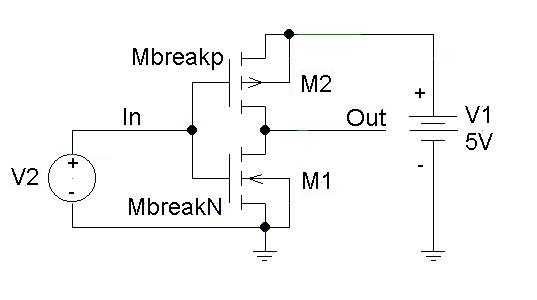 Mbreakp
M2
In
Out
+
V1
5V
-
V2
+
-
M1
MbreakN